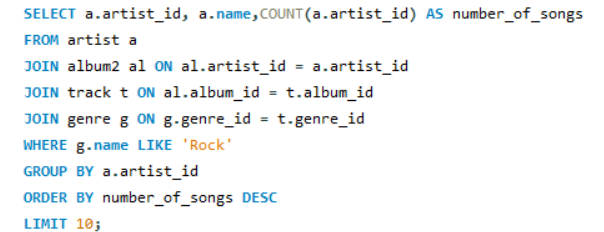 SELECT a.artist_id, a.name,COUNT(a.artist_id) AS number_of_songs
FROM artist a
JOIN album2 al ON al.artist_id = a.artist_id
JOIN track t ON al.album_id = t.album_id
JOIN genre g ON g.genre_id = t.genre_id
WHERE g.name LIKE 'Rock'
GROUP BY a.artist_id
ORDER BY number_of_songs DESC
LIMIT 10;